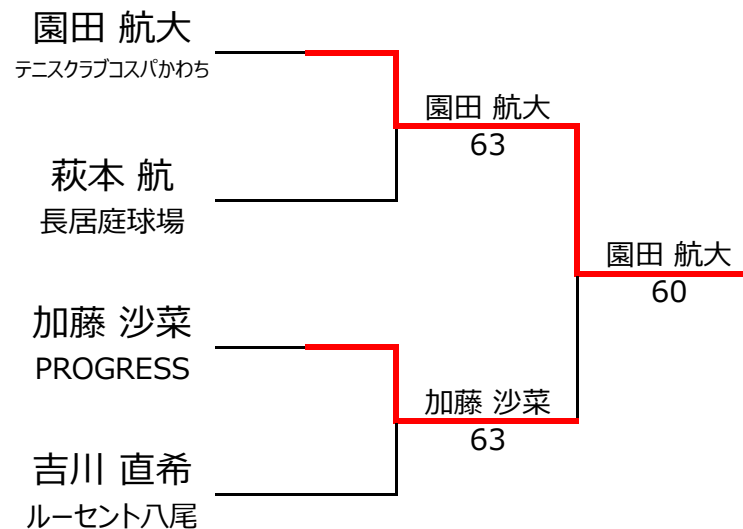 園田 航大
テニスクラブコスパかわち
園田 航大
63
萩本 航
長居庭球場
園田 航大
60
加藤 沙菜
PROGRESS
加藤 沙菜
63
吉川 直希
ルーセント八尾